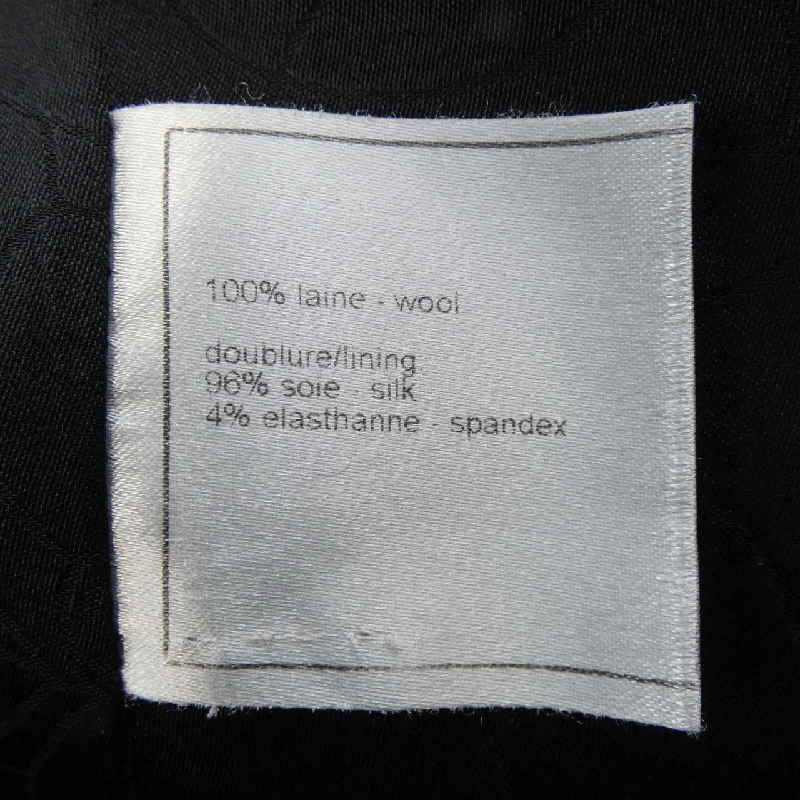 100% laine - wool
doublure/lining
96% soie - silk
4% elasthanne - spandex